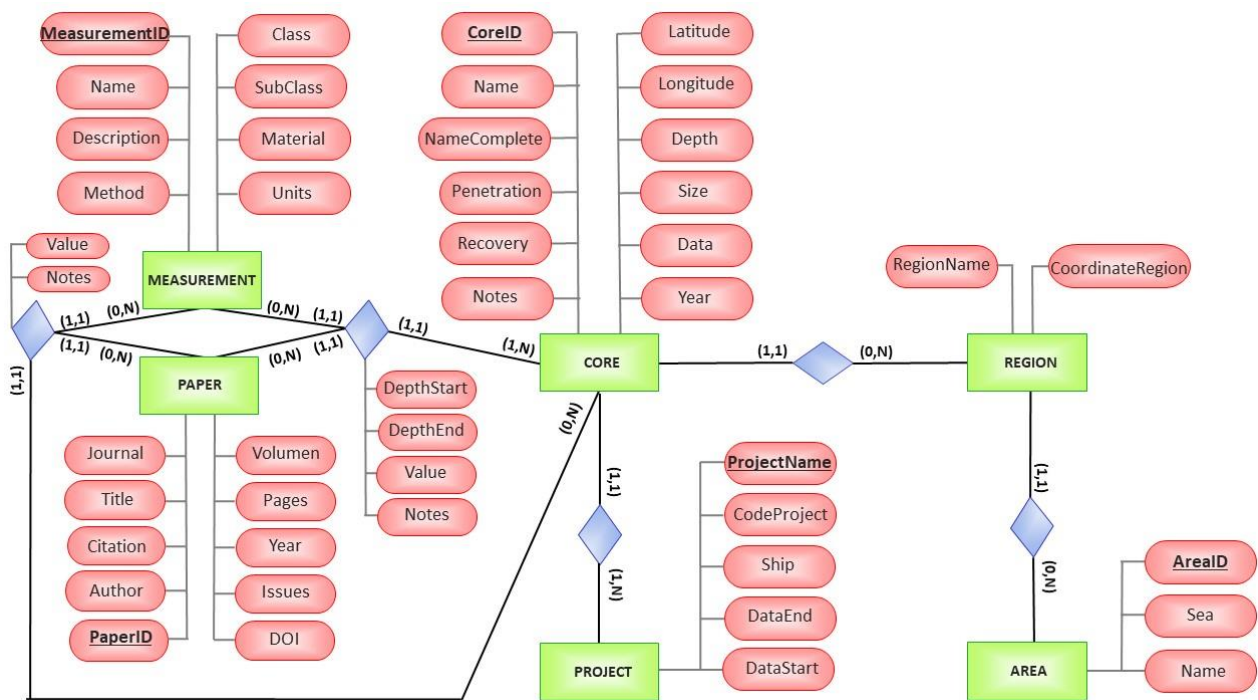 MeasurementID
Name
Description
Method
Class
SubClass
Material
Units
Value
Notes
MEASUREMENT
(1,1)
(0,N)
(0,N)
(1,1)
(1,1)
(0,N)
(0,N)
(1,1)
(1,1)
PAPER
Journal
Title
Citation
Author
PaperID
Volumen
Pages
Year
Issues
DOI
DepthStart
DepthEnd
Value
Notes
CoreID
Name
NameComplete
Penetration
Recovery
Notes
Latitude
Longitude
Depth
Size
Data
Year
(1,1)
(1,N)
CORE
(1,1)
(0,N)
(0,N)
(1,1)
(1,N)
PROJECT
ProjectName
CodeProject
Ship
DataEnd
DataStart
RegionName
CoordinateRegion
REGION
(1,1)
(0,N)
AREA
AreaID
Sea
Name